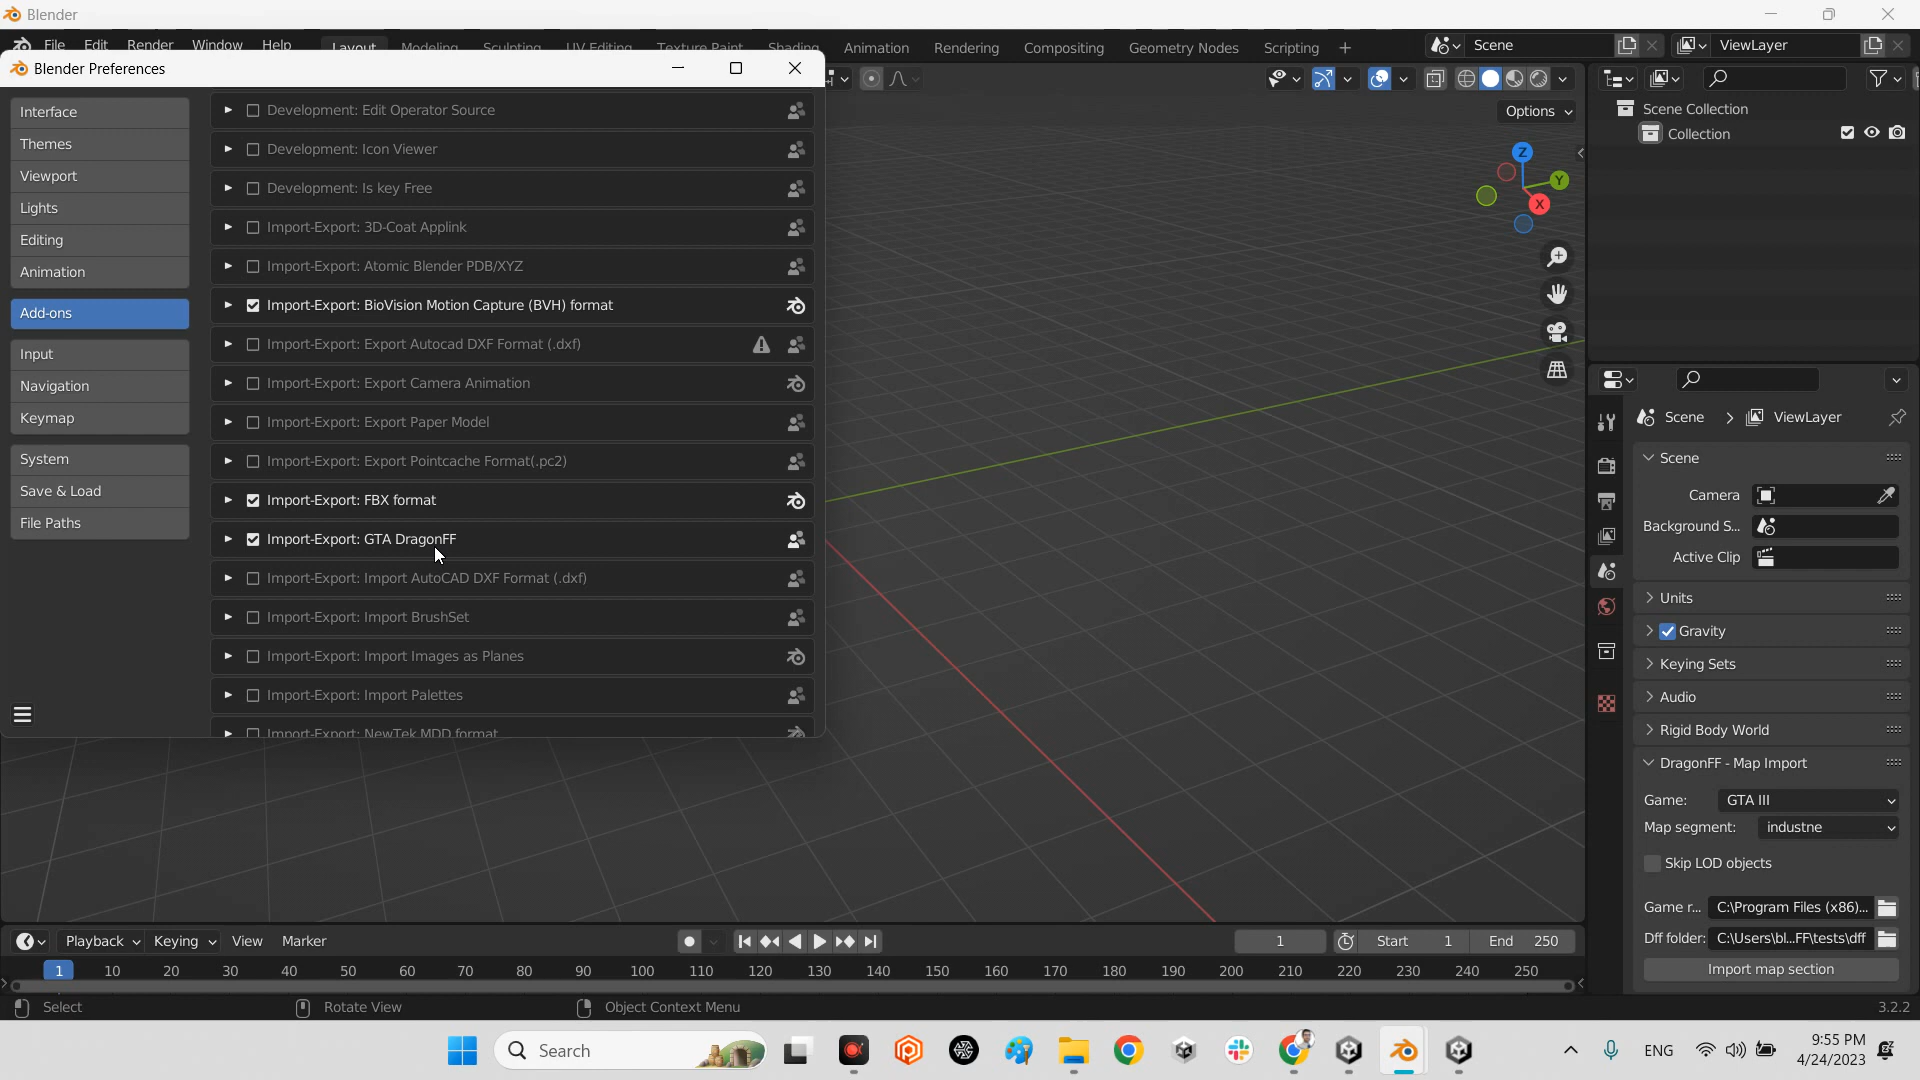 Blender
File Edit Render Window Help Layout Modeling Sculpting UV Editing Texture Paint Shading Animation Rendering Compositing Geometry Nodes Scripting + Scene ViewLayer
Blender Preferences
Options
Interface
Themes
Viewport
Lights
Editing
Animation
Add-ons
Input
Navigation
Keymap
System
Save & Load
File Paths
Development: Edit Operator Source
Development: Icon Viewer
Development: Is key Free
Import-Export: 3D-Coat Applink
Import-Export: Atomic Blender PDB/XYZ
Import-Export: BioVision Motion Capture (BVH) format
Import-Export: Export Autocad DXF Format (.dxf)
Import-Export: Export Camera Animation
Import-Export: Export Paper Model
Import-Export: Export Pointcache Format(.pc2)
Import-Export: FBX format
Import-Export: GTA DragonFF
Import-Export: Import AutoCAD DXF Format (.dxf)
Import-Export: Import BrushSet
Import-Export: Import Images as Planes
Import-Export: Import Palettes
Import-Export: NewTek MDD format
Z
Y
X
Scene Collection
Collection
Scene > ViewLayer
Scene
Camera
Background S...
Active Clip
Units
Gravity
Keying Sets
Audio
Rigid Body World
DragonFF - Map Import
Game: GTA III
Map segment: industne
Skip LOD objects
Game r... C:\Program Files (x86)...
Dff folder: C:\Users\bl...FF\tests\dff
Import map section
Playback Keying View Marker 1 Start 1 End 250
1 10 20 30 40 50 60 70 80 90 100 110 120 130 140 150 160 170 180 190 200 210 220 230 240 250
Select Rotate View Object Context Menu 3.2.2
Search ENG 9:55 PM
4/24/2023